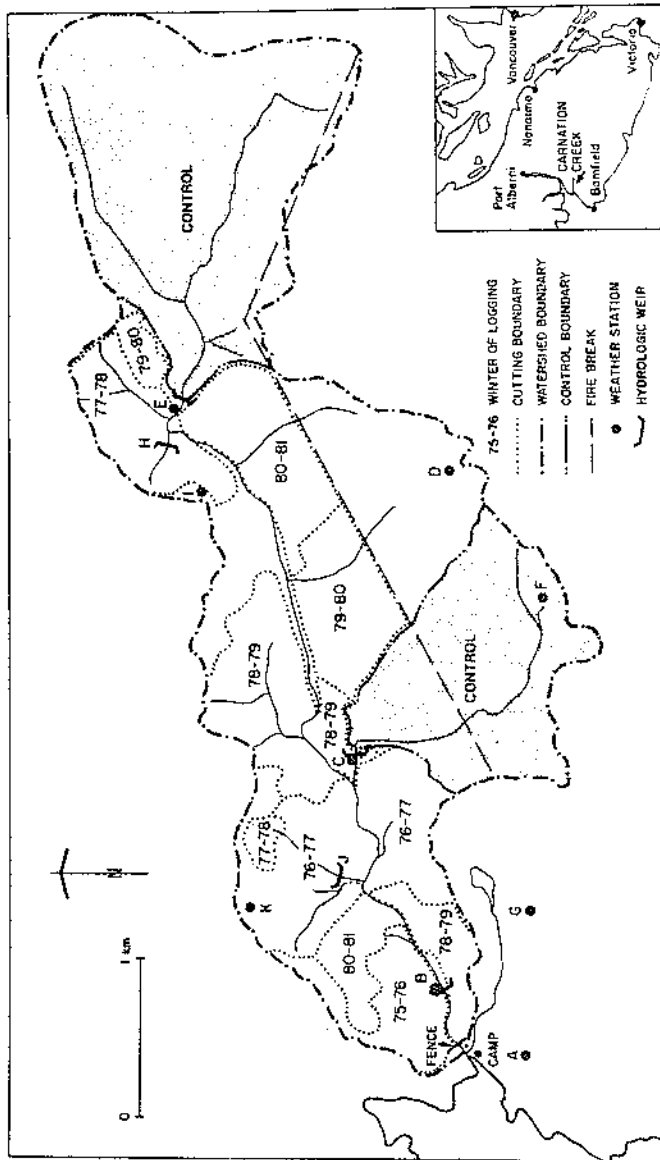 0 1 km
N
CONTROL
77-78
79-80
E
H
I
80-81
D
79-80
78-79
78-79
C
CONTROL
F
77-78
76-77
K
J
76-77
80-81
75-76
78-79
B
G
FENCE
CAMP
A
75-76 WINTER OF LOGGING
CUTTING BOUNDARY
WATERSHED BOUNDARY
CONTROL BOUNDARY
FIRE BREAK
WEATHER STATION
HYDROLOGIC WEIR
Vancouver
Nanaimo
Port
Alberni
CARNATION
CREEK
Bamfield
Victoria